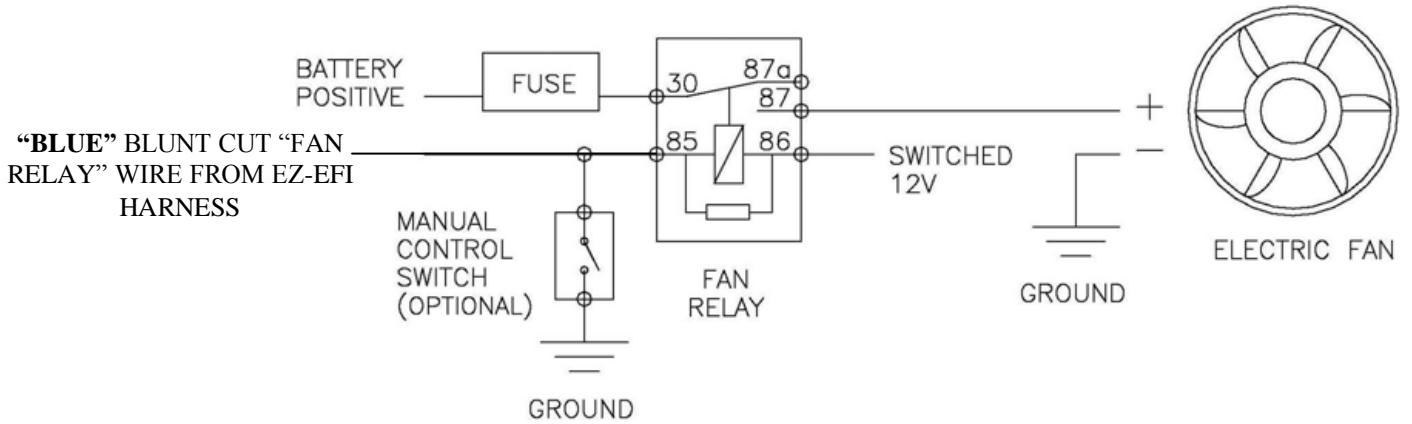 BATTERY
POSITIVE
FUSE
30
87a
87
85
86
“BLUE” BLUNT CUT “FAN
RELAY” WIRE FROM EZ-EFI
HARNESS
MANUAL
CONTROL
SWITCH
(OPTIONAL)
GROUND
FAN
RELAY
SWITCHED
12V
+
−
GROUND
ELECTRIC FAN